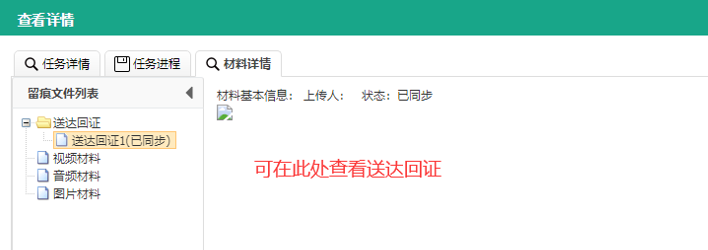 查看详情
任务详情 任务进程 材料详情
留痕文件列表
送达回证
送达回证1(已同步)
视频材料
音频材料
图片材料
材料基本信息： 上传人： 状态：已同步
可在此处查看送达回证